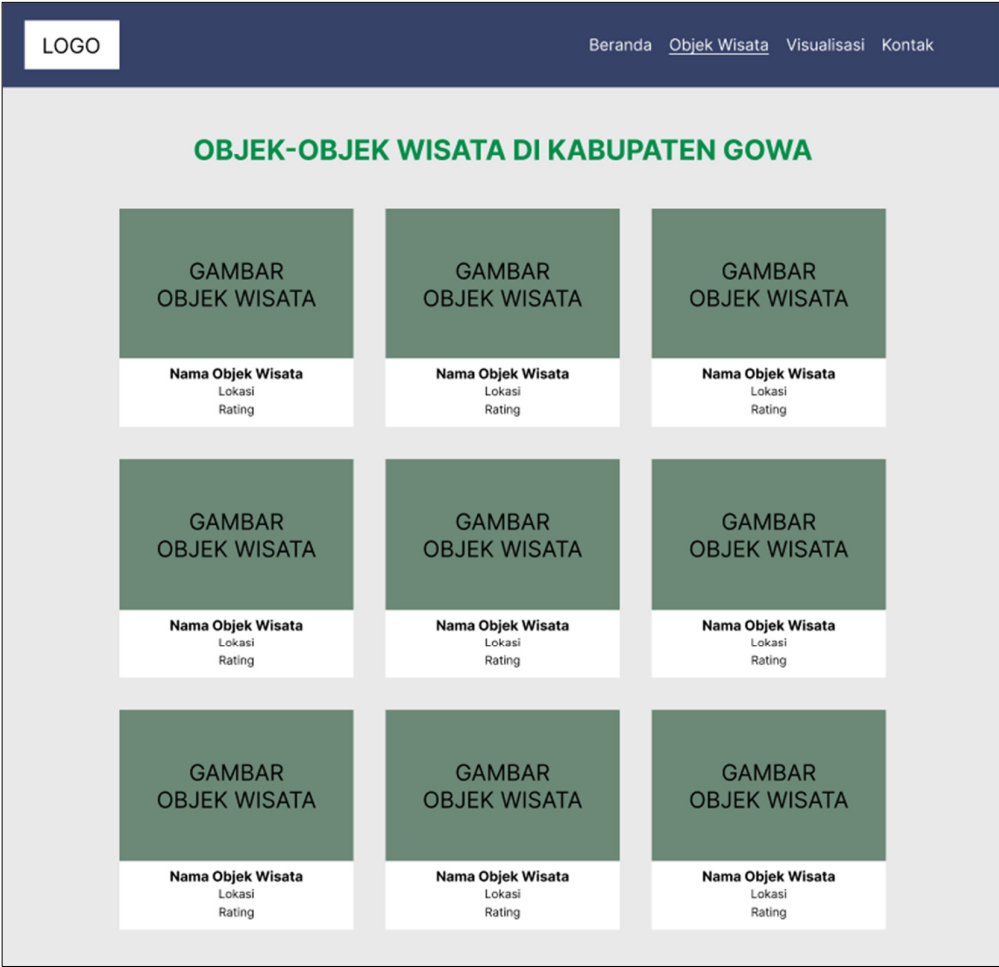 LOGO
Beranda Objek Wisata Visualisasi Kontak
OBJEK-OBJEK WISATA DI KABUPATEN GOWA
GAMBAR
OBJEK WISATA
Nama Objek Wisata
Lokasi
Rating
GAMBAR
OBJEK WISATA
Nama Objek Wisata
Lokasi
Rating
GAMBAR
OBJEK WISATA
Nama Objek Wisata
Lokasi
Rating
GAMBAR
OBJEK WISATA
Nama Objek Wisata
Lokasi
Rating
GAMBAR
OBJEK WISATA
Nama Objek Wisata
Lokasi
Rating
GAMBAR
OBJEK WISATA
Nama Objek Wisata
Lokasi
Rating
GAMBAR
OBJEK WISATA
Nama Objek Wisata
Lokasi
Rating
GAMBAR
OBJEK WISATA
Nama Objek Wisata
Lokasi
Rating
GAMBAR
OBJEK WISATA
Nama Objek Wisata
Lokasi
Rating